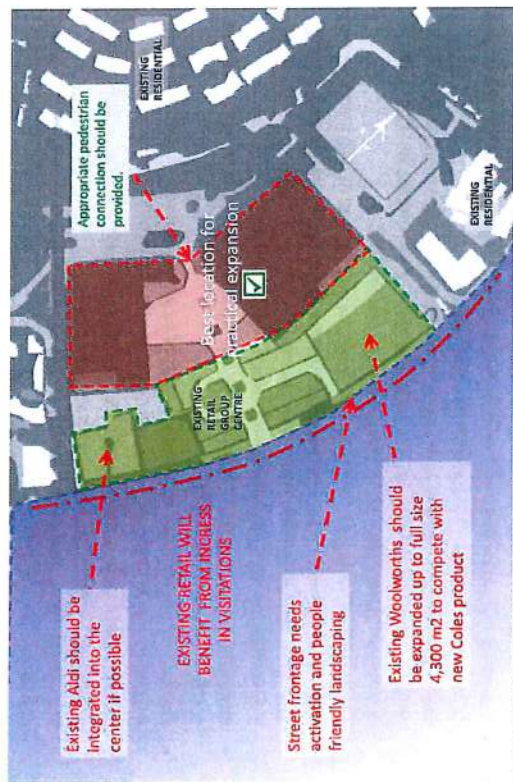 Existing Aldi should be
integrated into the
center if possible
EXISTING RETAIL WILL
BENEFIT FROM INCRESS
IN VISITATIONS
Street frontage needs
activation and people
friendly landscaping
Existing Woolworths should
be expanded up to full size
4,300 m2 to compete with
new Coles product
EXISTING
RETAIL
GROUP
CENTRE
Best location for
practical expansion
Appropriate pedestrian
connection should be
provided.
EXISTING
RESIDENTIAL
EXISTING
RESIDENTIAL